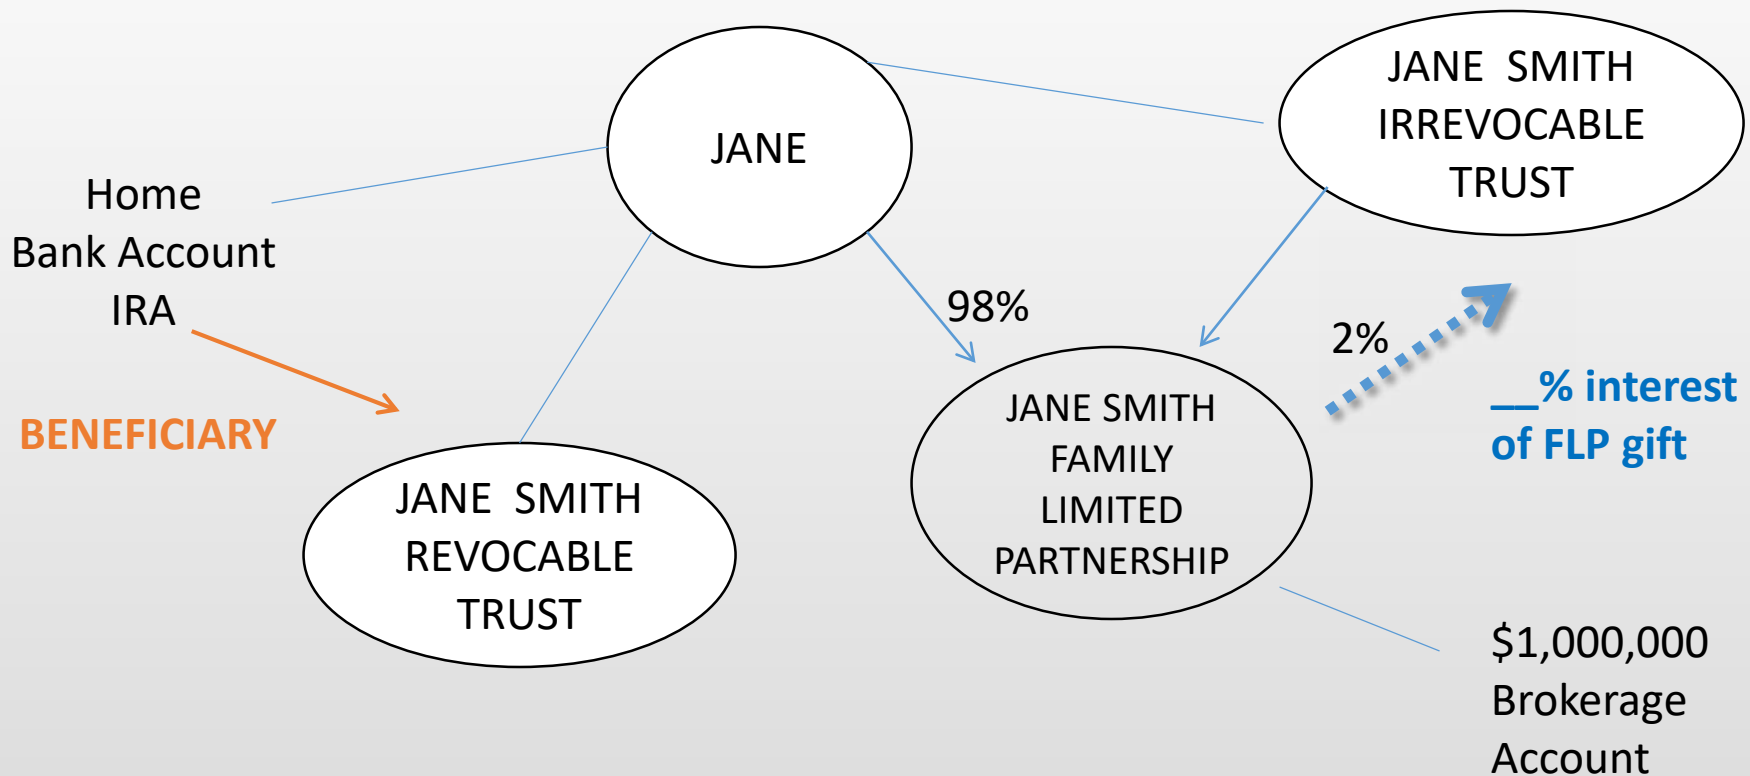 JANE
JANE SMITH
IRREVOCABLE
TRUST
Home
Bank Account
IRA
98%
2%
__% interest
of FLP gift
BENEFICIARY
JANE SMITH
FAMILY
LIMITED
PARTNERSHIP
JANE SMITH
REVOCABLE
TRUST
$1,000,000
Brokerage
Account